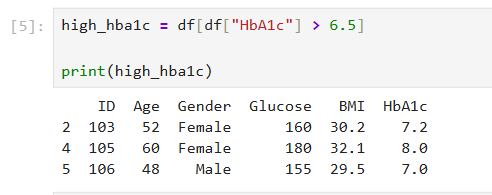 [5]: high_hba1c = df[df["HbA1c"] > 6.5]
print(high_hba1c)
ID Age Gender Glucose BMI HbA1c
2 103 52 Female 160 30.2 7.2
4 105 60 Female 180 32.1 8.0
5 106 48 Male 155 29.5 7.0